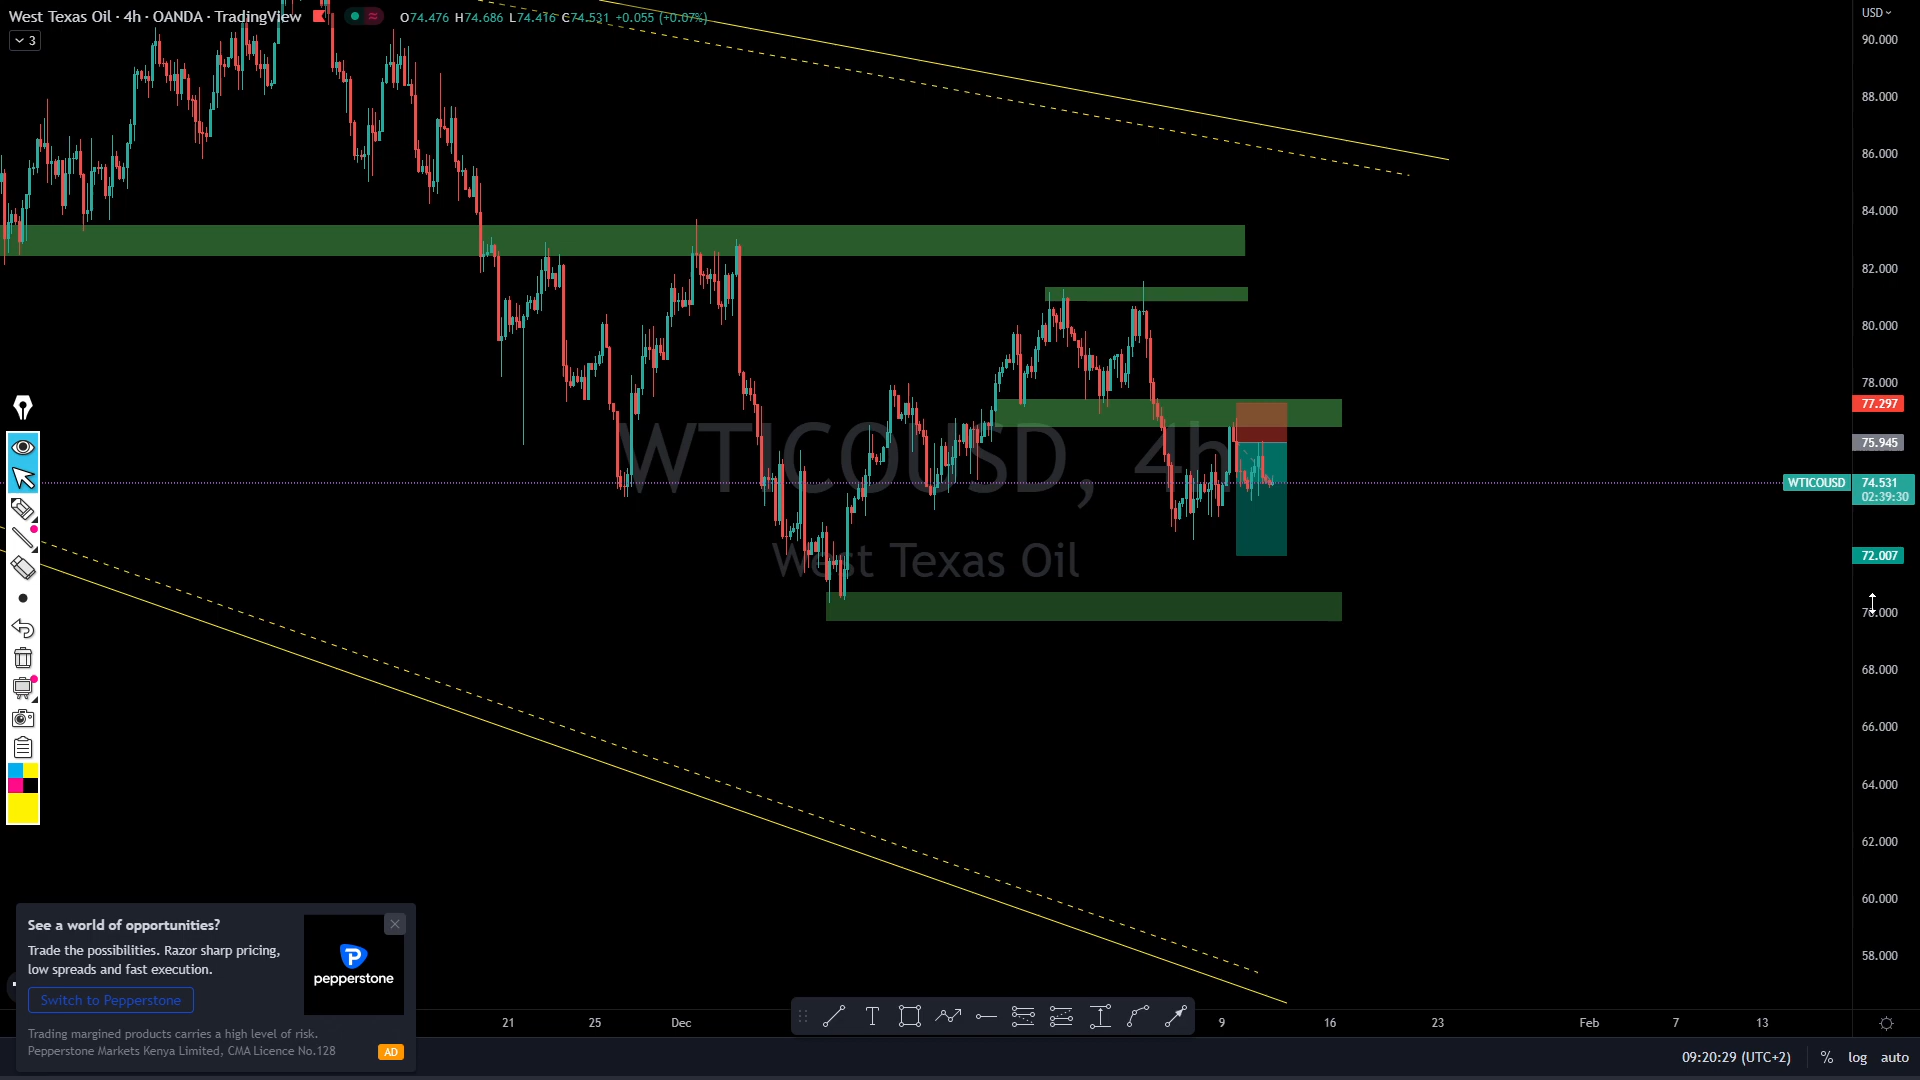 West Texas Oil · 4h · OANDA · TradingView
O74.476 H74.686 L74.416 C74.531 +0.055 (+0.07%)
3
USD
90.000
88.000
86.000
84.000
82.000
80.000
78.000
77.297
75.945
WTICOUSD 74.531
02:39:30
72.007
70.000
68.000
66.000
64.000
62.000
60.000
58.000
WTICOUSD, 4h
West Texas Oil
See a world of opportunities?
Trade the possibilities. Razor sharp pricing,
low spreads and fast execution.
Switch to Pepperstone
pepperstone
Trading margined products carries a high level of risk.
Pepperstone Markets Kenya Limited, CMA Licence No.128
AD
21 25 Dec 9 16 23 Feb 7 13
09:20:29 (UTC+2) % log auto